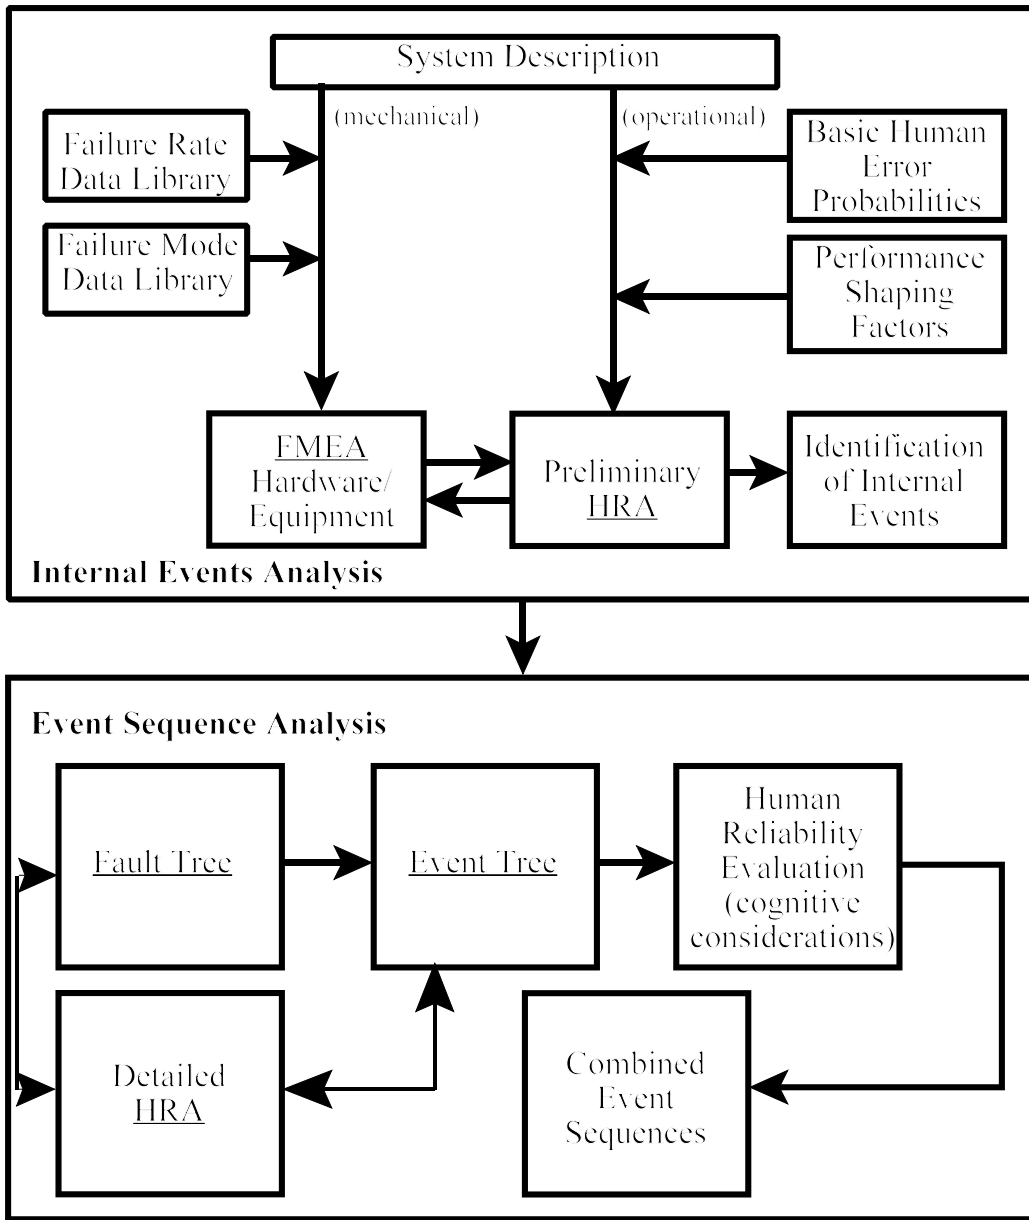 System Description
(mechanical)
(operational)
Failure Rate
Data Library
Basic Human
Error
Probabilities
Failure Mode
Data Library
Performance
Shaping
Factors
FMEA
Hardware/
Equipment
Preliminary
HRA
Identification
of Internal
Events
Internal Events Analysis
Event Sequence Analysis
Fault Tree
Event Tree
Human
Reliability
Evaluation
(cognitive
considerations)
Detailed
HRA
Combined
Event
Sequences